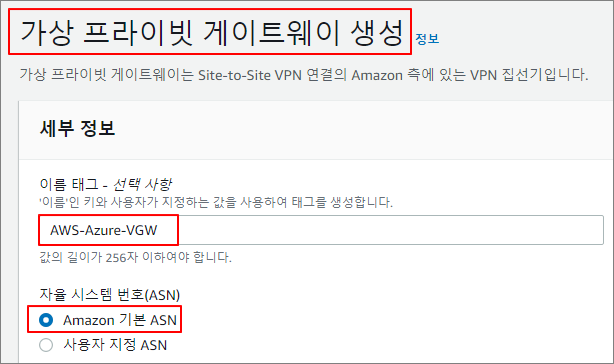 가상 프라이빗 게이트웨이 생성 정보
가상 프라이빗 게이트웨이는 Site-to-Site VPN 연결의 Amazon 측에 있는 VPN 집선기입니다.
세부 정보
이름 태그 - 선택 사항
'이름'인 키와 사용자가 지정하는 값을 사용하여 태그를 생성합니다.
AWS-Azure-VGW
값의 길이가 256자 이하여야 합니다.
자율 시스템 번호(ASN)
Amazon 기본 ASN
사용자 지정 ASN